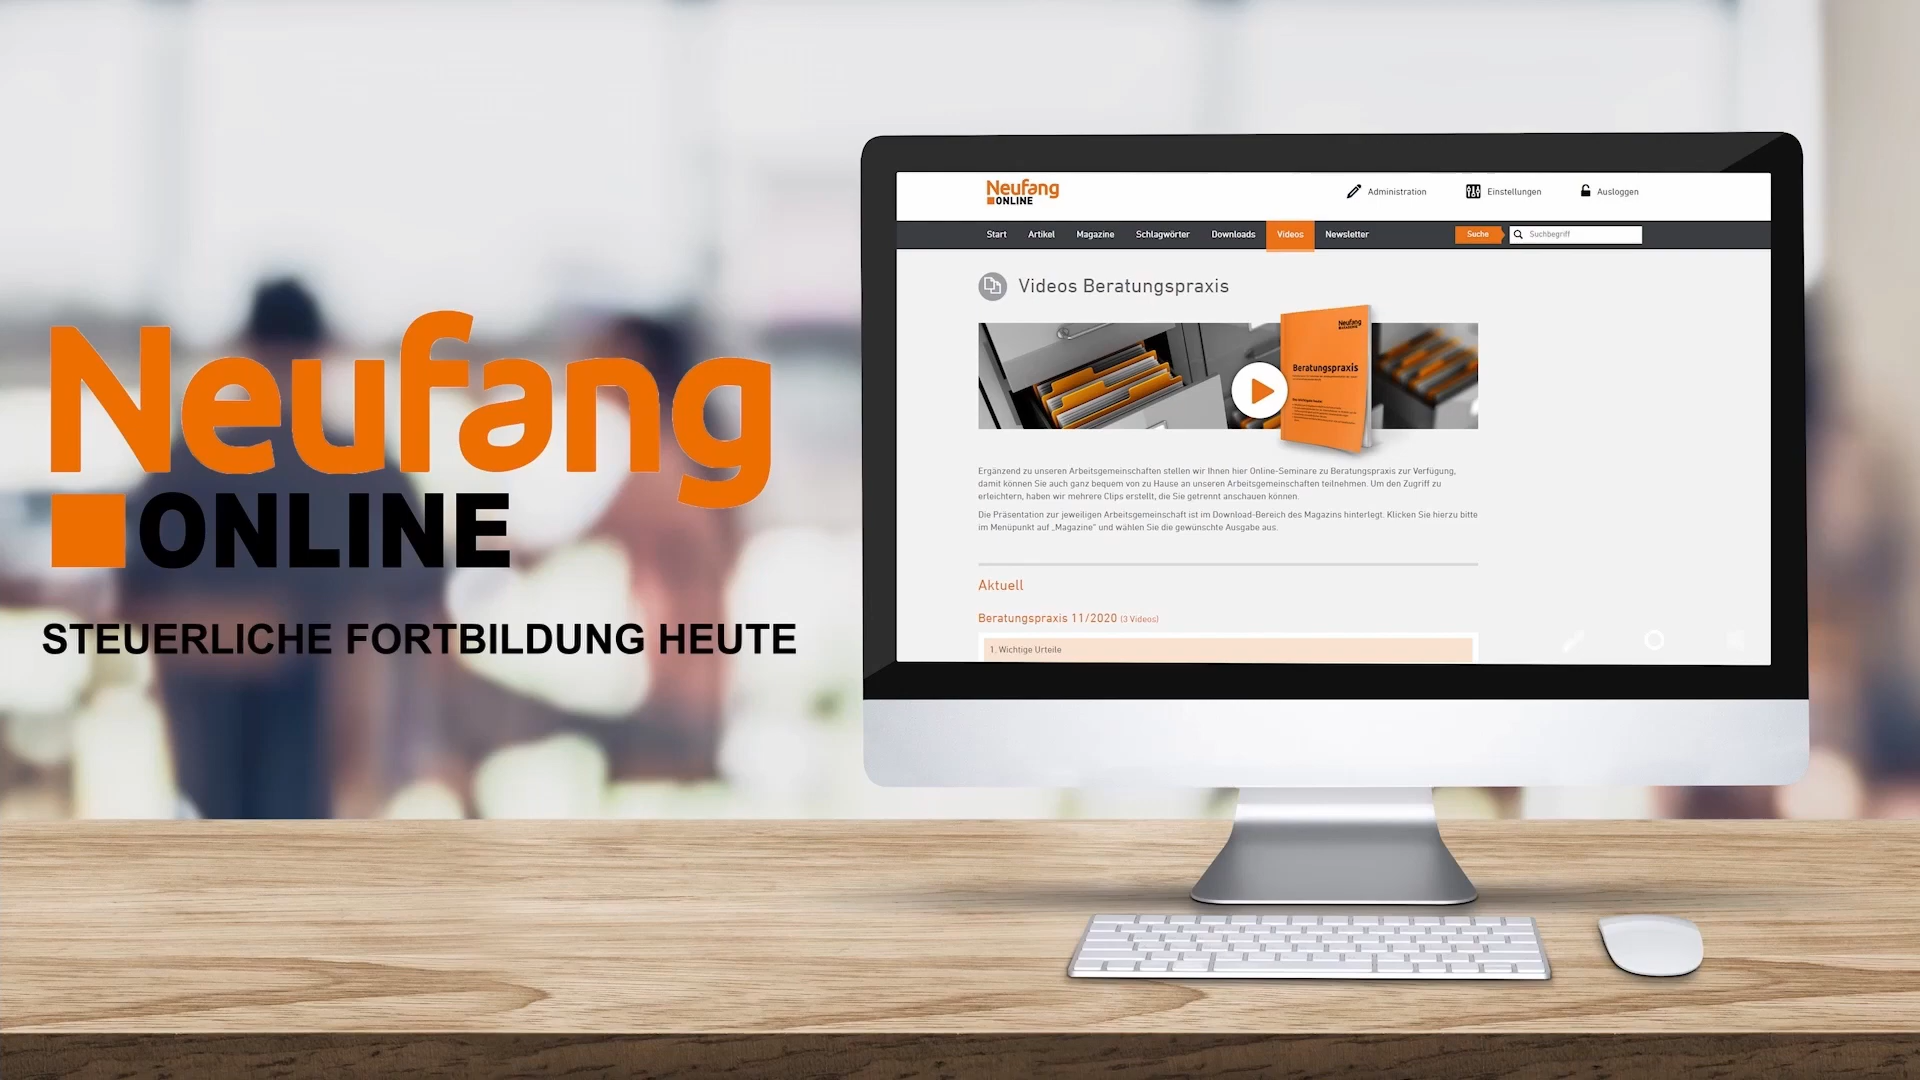 Neufang
ONLINE
STEUERLICHE FORTBILDUNG HEUTE
Neufang
ONLINE
Administration
Einstellungen
Ausloggen
Start Artikel Magazine Schlagwörter Downloads Videos Newsletter Suche Suchbegriff
Videos Beratungspraxis
Neufang
Beratungspraxis
Ergänzend zu unseren Arbeitsgemeinschaften stellen wir Ihnen hier Online-Seminare zu Beratungspraxis zur Verfügung,
damit können Sie auch ganz bequem von zu Hause an unseren Arbeitsgemeinschaften teilnehmen. Um den Zugriff zu
erleichtern, haben wir mehrere Clips erstellt, die Sie getrennt anschauen können.
Die Präsentation zur jeweiligen Arbeitsgemeinschaft ist im Download-Bereich des Magazins hinterlegt. Klicken Sie hierzu bitte
im Menüpunkt auf „Magazine" und wählen Sie die gewünschte Ausgabe aus.
Aktuell
Beratungspraxis 11/2020 (3 Videos)
1. Wichtige Urteile